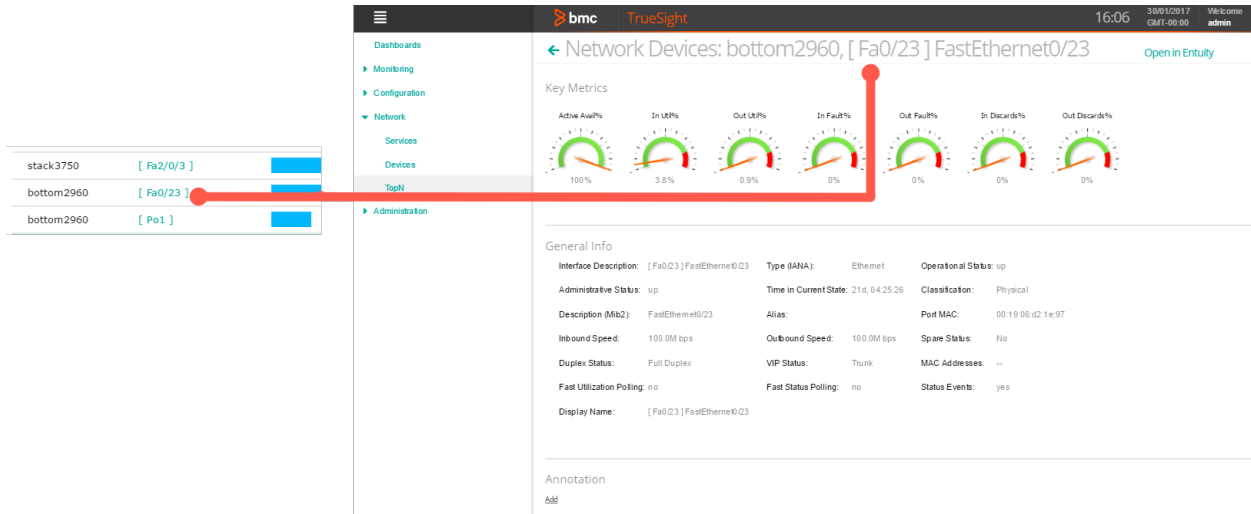 stack3750 [ Fa2/0/3 ]
bottom2960 [ Fa0/23 ]
bottom2960 [ Po1 ]
bmc TrueSight 16:06 30/01/2017 GMT-00:00 Welcome admin
Dashboards
Monitoring
Configuration
Network
Services
Devices
TopN
Administration
Network Devices: bottom2960, [ Fa0/23 ] FastEthernet0/23 Open in Entuity
Key Metrics
Active Avail% In Util% Out Util% In Fault% Out Fault% In Discards% Out Discards%
100% 3.8% 0.9% 0% 0% 0% 0%
General Info
Interface Description: [ Fa0/23 ] FastEthernet0/23 Type (IANA): Ethernet Operational Status: up
Administrative Status: up Time in Current State: 21d, 04:25:26 Classification: Physical
Description (Mib2): FastEthernet0/23 Alias: Port MAC: 00:19:06:d2:1e:97
Inbound Speed: 100.0M bps Outbound Speed: 100.0M bps Spare Status: No
Duplex Status: Full Duplex VIP Status: Trunk MAC Addresses: --
Fast Utilization Polling: no Fast Status Polling: no Status Events: yes
Display Name: [ Fa0/23 ] FastEthernet0/23
Annotation
Add